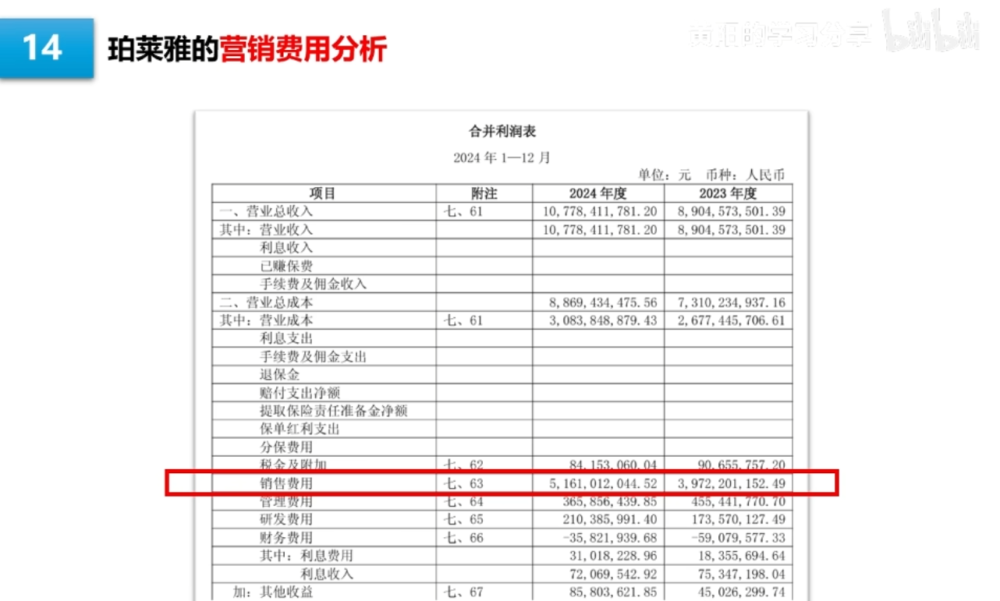 14 珀莱雅的营销费用分析
黄阳的学习分享 bilibili
合并利润表
2024 年 1—12 月
单位：元 币种：人民币
项目 附注 2024 年度 2023 年度
一、营业总收入 七、61 10,778,411,781.20 8,904,573,501.39
其中：营业收入 10,778,411,781.20 8,904,573,501.39
利息收入
已赚保费
手续费及佣金收入
二、营业总成本 8,869,434,475.56 7,310,234,937.16
其中：营业成本 七、61 3,083,848,879.43 2,677,445,706.61
利息支出
手续费及佣金支出
退保金
赔付支出净额
提取保险责任准备金净额
保单红利支出
分保费用
税金及附加 七、62 84,153,060.04 90,655,757.20
销售费用 七、63 5,161,012,044.52 3,972,201,152.49
管理费用 七、64 365,856,439.85 455,441,770.70
研发费用 七、65 210,385,991.40 173,570,127.49
财务费用 七、66 -35,821,939.68 -59,079,577.33
其中：利息费用 31,018,228.96 18,355,694.64
利息收入 72,069,542.92 75,347,198.04
加：其他收益 七、67 85,803,621.85 45,026,299.74